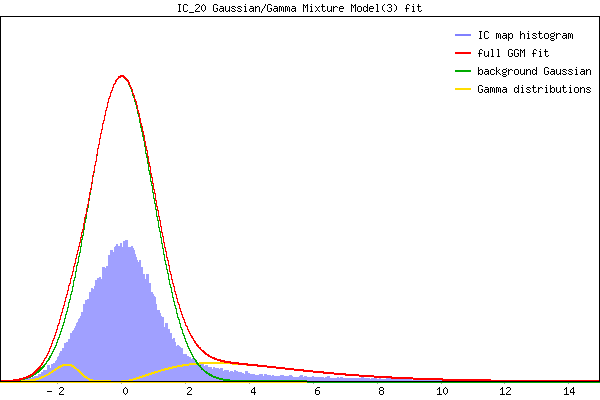 IC_20 Gaussian/Gamma Mixture Model(3) fit
IC map histogram
full GGM fit
background Gaussian
Gamma distributions
−2 0 2 4 6 8 10 12 14